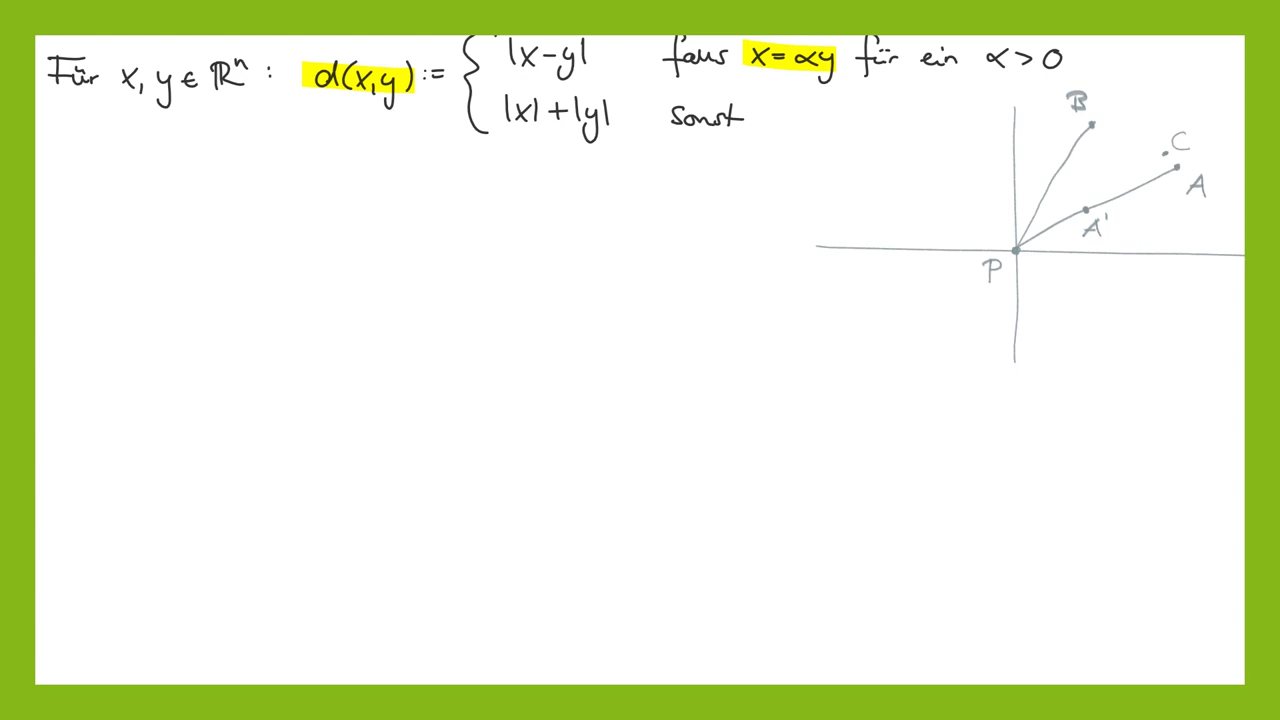 Für x, y ∈ ℝⁿ : d(x,y) := { |x-y| falls x = αy für ein α > 0
|x| + |y| sonst
B
C
A
A'
P